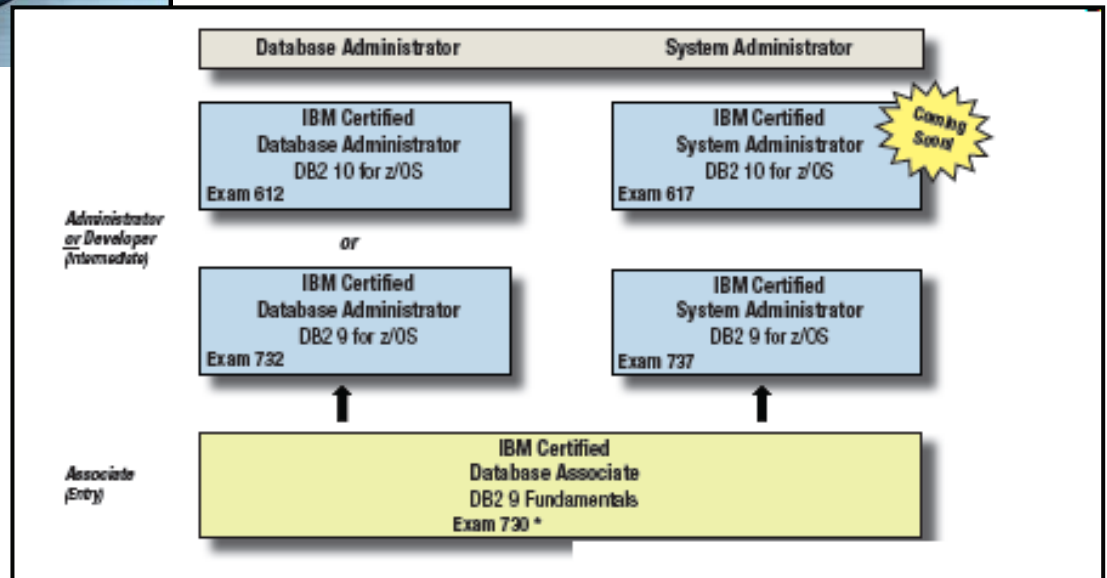 Database Administrator
System Administrator
IBM Certified
Database Administrator
DB2 10 for z/OS
Exam 612
IBM Certified
System Administrator
DB2 10 for z/OS
Exam 617
Coming
Soon!
Administrator
or Developer
(Intermediate)
or
IBM Certified
Database Administrator
DB2 9 for z/OS
Exam 732
IBM Certified
System Administrator
DB2 9 for z/OS
Exam 737
Associate
(Entry)
IBM Certified
Database Associate
DB2 9 Fundamentals
Exam 730 *